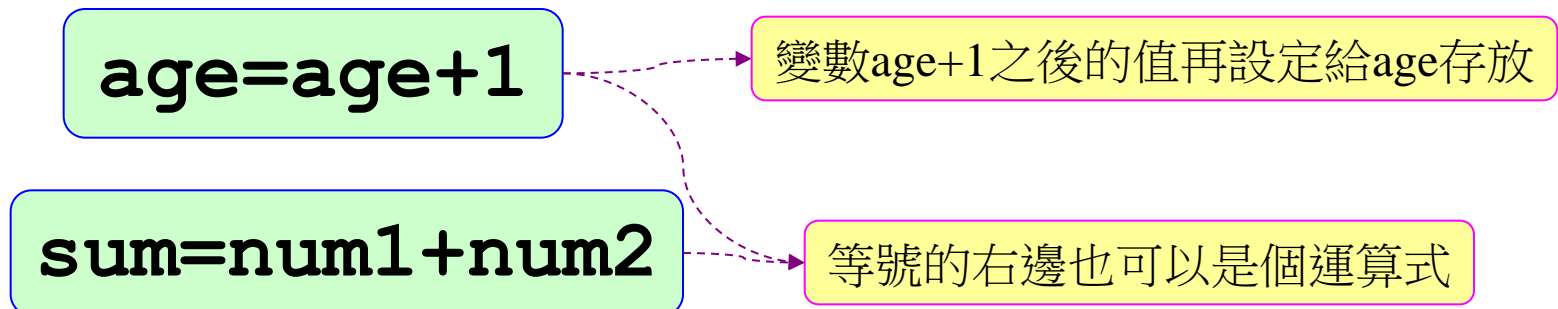 age=age+1
變數age+1之後的值再設定給age存放
sum=num1+num2
等號的右邊也可以是個運算式